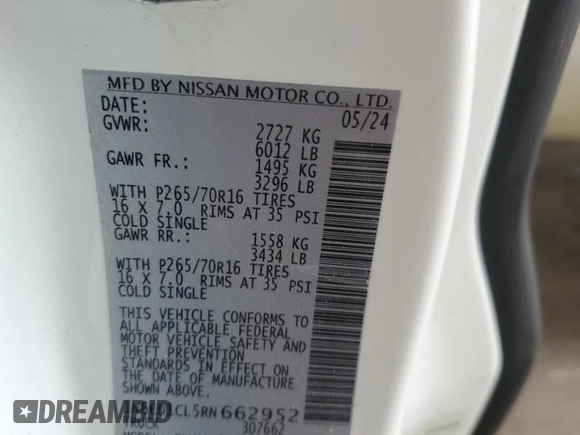 MFD BY NISSAN MOTOR CO., LTD.
DATE: 05/24
GVWR: 2727 KG
6012 LB
GAWR FR.: 1495 KG
3296 LB
WITH P265/70R16 TIRES
16 X 7.0 RIMS AT 35 PSI
COLD SINGLE
GAWR RR.: 1558 KG
3434 LB
WITH P265/70R16 TIRES
16 X 7.0 RIMS AT 35 PSI
COLD SINGLE
THIS VEHICLE CONFORMS TO
ALL APPLICABLE FEDERAL
MOTOR VEHICLE SAFETY AND
THEFT PREVENTION
STANDARDS IN EFFECT ON
THE DATE OF MANUFACTURE
SHOWN ABOVE.
662952
TRUCK 307662
iDREAMDRIVE.COM